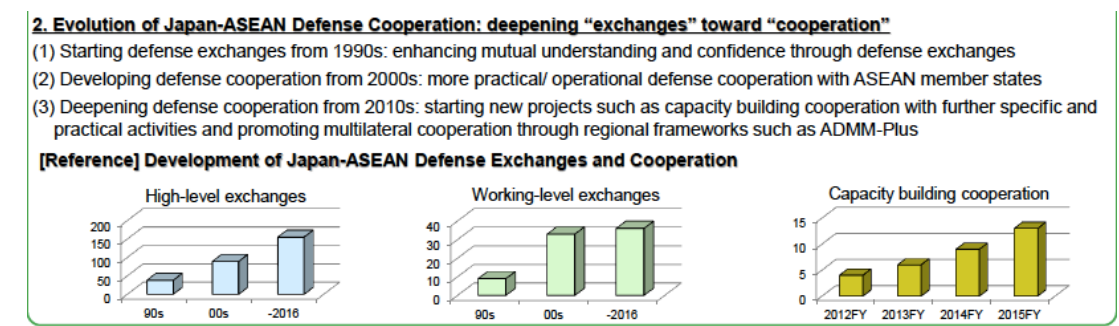 2. Evolution of Japan-ASEAN Defense Cooperation: deepening “exchanges” toward “cooperation”
(1) Starting defense exchanges from 1990s: enhancing mutual understanding and confidence through defense exchanges
(2) Developing defense cooperation from 2000s: more practical/ operational defense cooperation with ASEAN member states
(3) Deepening defense cooperation from 2010s: starting new projects such as capacity building cooperation with further specific and
practical activities and promoting multilateral cooperation through regional frameworks such as ADMM-Plus
[Reference] Development of Japan-ASEAN Defense Exchanges and Cooperation
High-level exchanges
200
150
100
50
0
90s 00s -2016
Working-level exchanges
40
30
20
10
0
90s 00s -2016
Capacity building cooperation
15
10
5
0
2012FY 2013FY 2014FY 2015FY